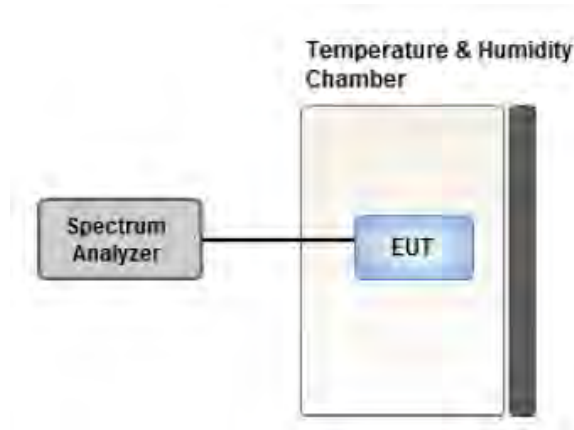 Temperature & Humidity
Chamber
Spectrum
Analyzer
EUT